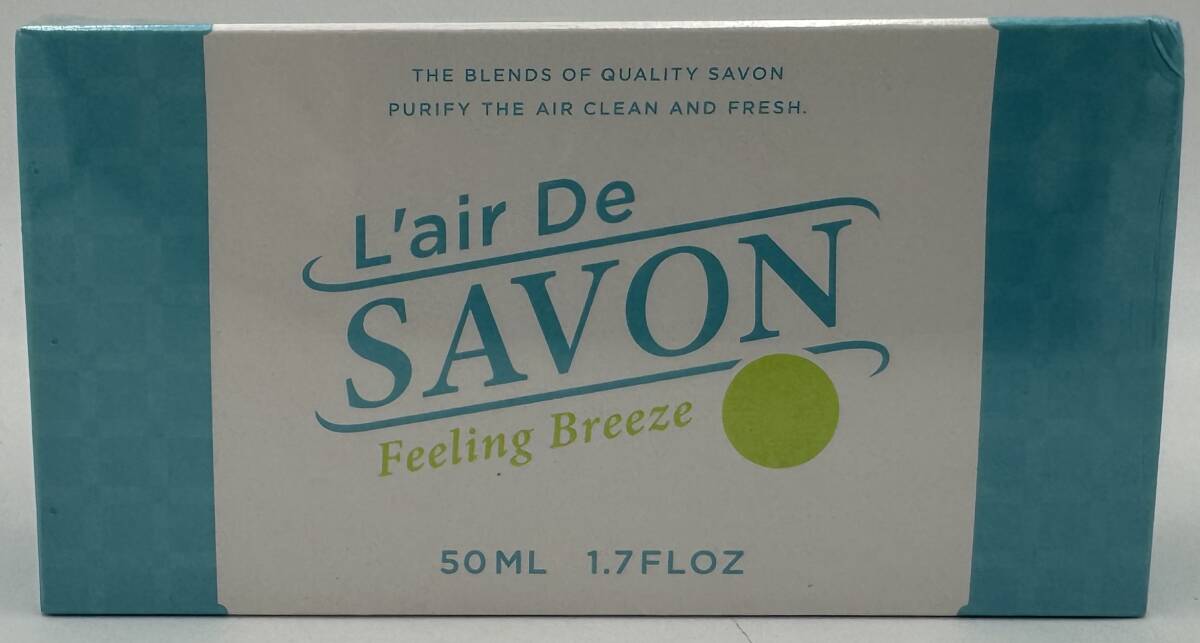 THE BLENDS OF QUALITY SAVON
PURIFY THE AIR CLEAN AND FRESH.
L'air De
SAVON
Feeling Breeze
50ML 1.7FLOZ